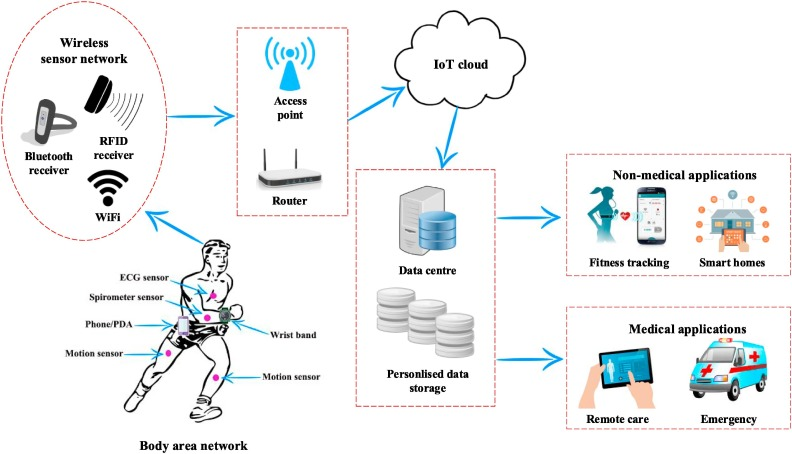 Wireless
sensor network
Bluetooth
receiver
RFID
receiver
WiFi
Access
point
Router
IoT cloud
Data centre
Personlised data
storage
Non-medical applications
Fitness tracking
Smart homes
Medical applications
Remote care
Emergency
ECG sensor
Spirometer sensor
Phone/PDA
Wrist band
Motion sensor
Motion sensor
Body area network